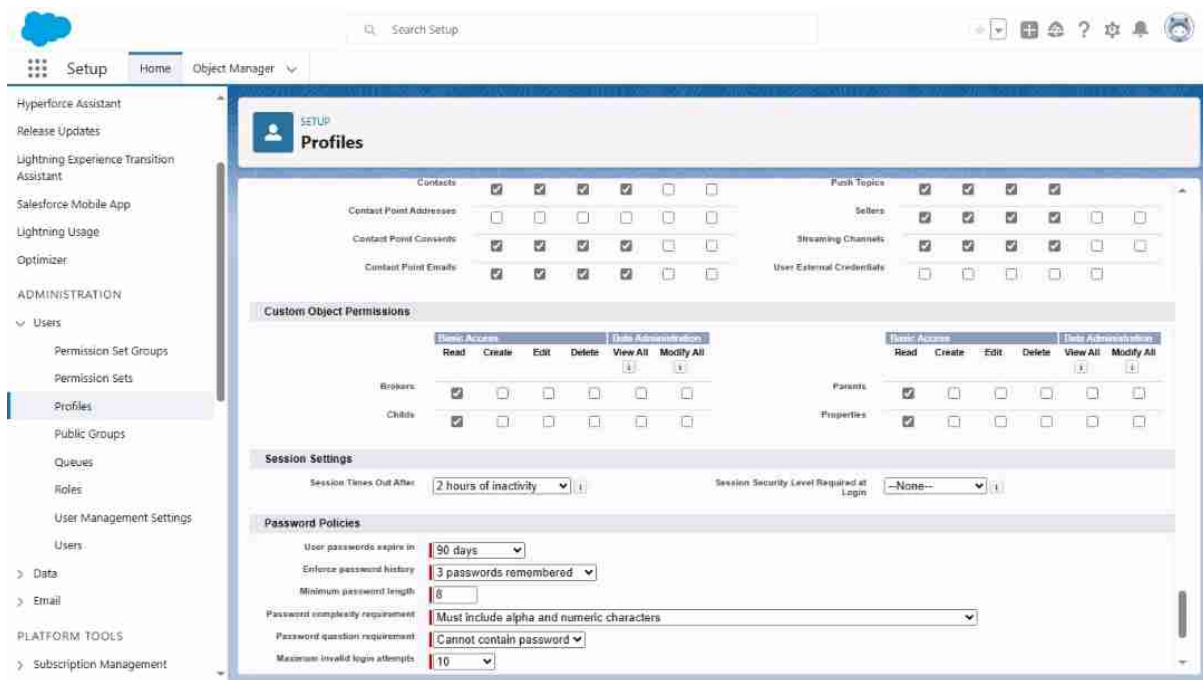 Search Setup
Setup
Home
Object Manager
Hyperforce Assistant
Release Updates
Lightning Experience Transition
Assistant
Salesforce Mobile App
Lightning Usage
Optimizer
ADMINISTRATION
Users
Permission Set Groups
Permission Sets
Profiles
Public Groups
Queues
Roles
User Management Settings
Users
Data
Email
PLATFORM TOOLS
Subscription Management
SETUP
Profiles
Contacts
Push Topics
Contact Point Addresses
Sellers
Contact Point Consents
Streaming Channels
Contact Point Emails
User External Credentials
Custom Object Permissions
Basic Access Data Administration Basic Access Data Administration
Read Create Edit Delete View All Modify All Read Create Edit Delete View All Modify All
Brokers
Parents
Childs
Properties
Session Settings
Session Times Out After 2 hours of inactivity
Session Security Level Required at
Login
--None--
Password Policies
User passwords expire in 90 days
Enforce password history 3 passwords remembered
Minimum password length 8
Password complexity requirement Must include alpha and numeric characters
Password question requirement Cannot contain password
Maximum invalid login attempts 10